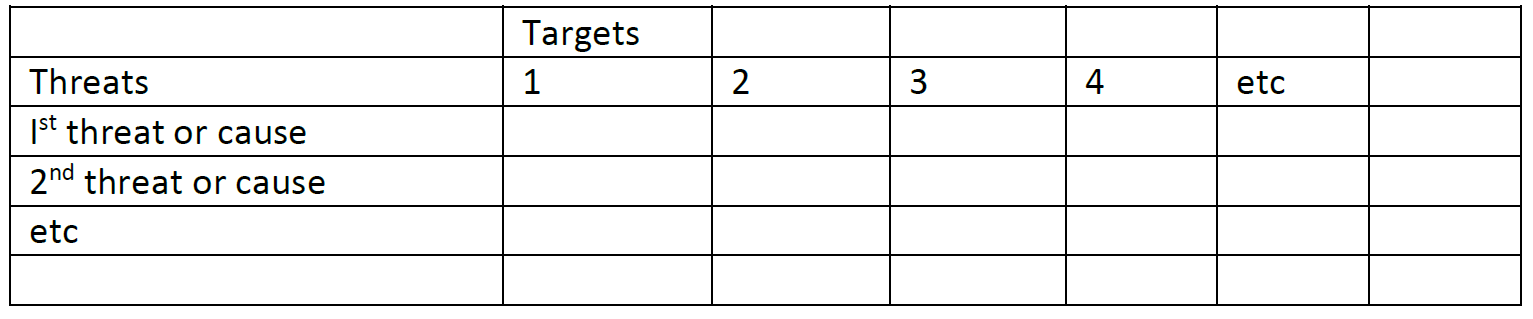 Targets
Threats 1 2 3 4 etc
Ist threat or cause
2nd threat or cause
etc